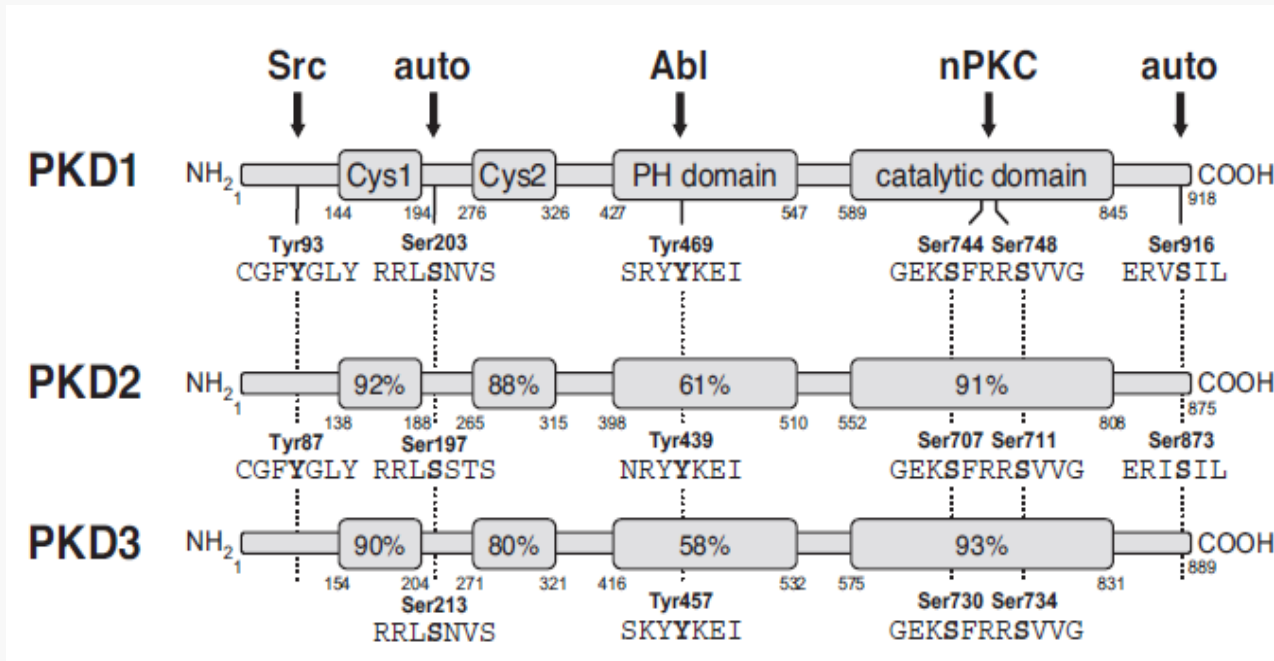 Src auto Abl nPKC auto
PKD1 NH2 Cys1 Cys2 PH domain catalytic domain COOH
1 144 194 276 326 427 547 589 845 918
Tyr93 Ser203 Tyr469 Ser744 Ser748 Ser916
CGFYGLY RRLSNVS SRYYKEI GEKSFRRSVVG ERVSIL
PKD2 NH2 92% 88% 61% 91% COOH
1 138 188 265 315 398 510 552 808 875
Tyr87 Ser197 Tyr439 Ser707 Ser711 Ser873
CGFYGLY RRLSSTS NRYYKEI GEKSFRRSVVG ERISIL
PKD3 NH2 90% 80% 58% 93% COOH
1 154 204 271 321 416 532 575 831 889
Ser213 Tyr457 Ser730 Ser734
RRLSNVS SKYYKEI GEKSFRRSVVG